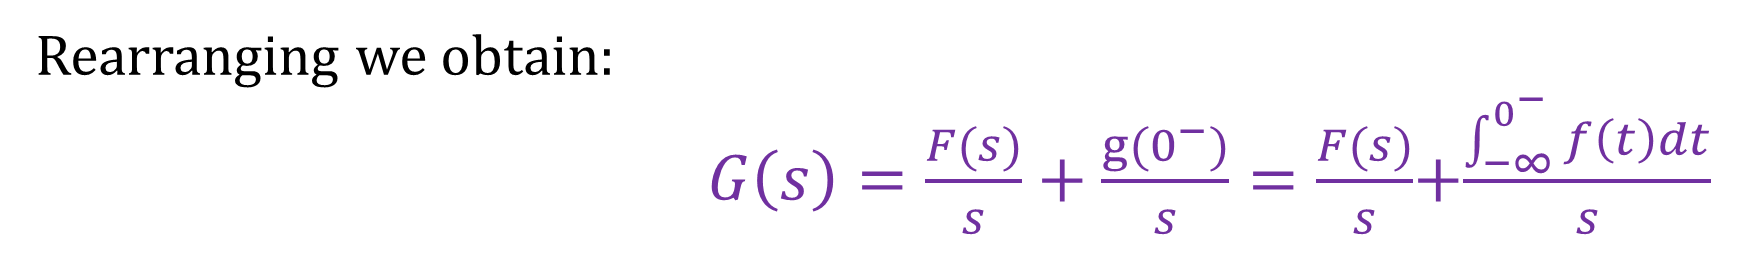 Rearranging we obtain:
G(s) = F(s)/s + g(0⁻)/s = F(s)/s + ∫_{−∞}^{0⁻} f(t)dt/s